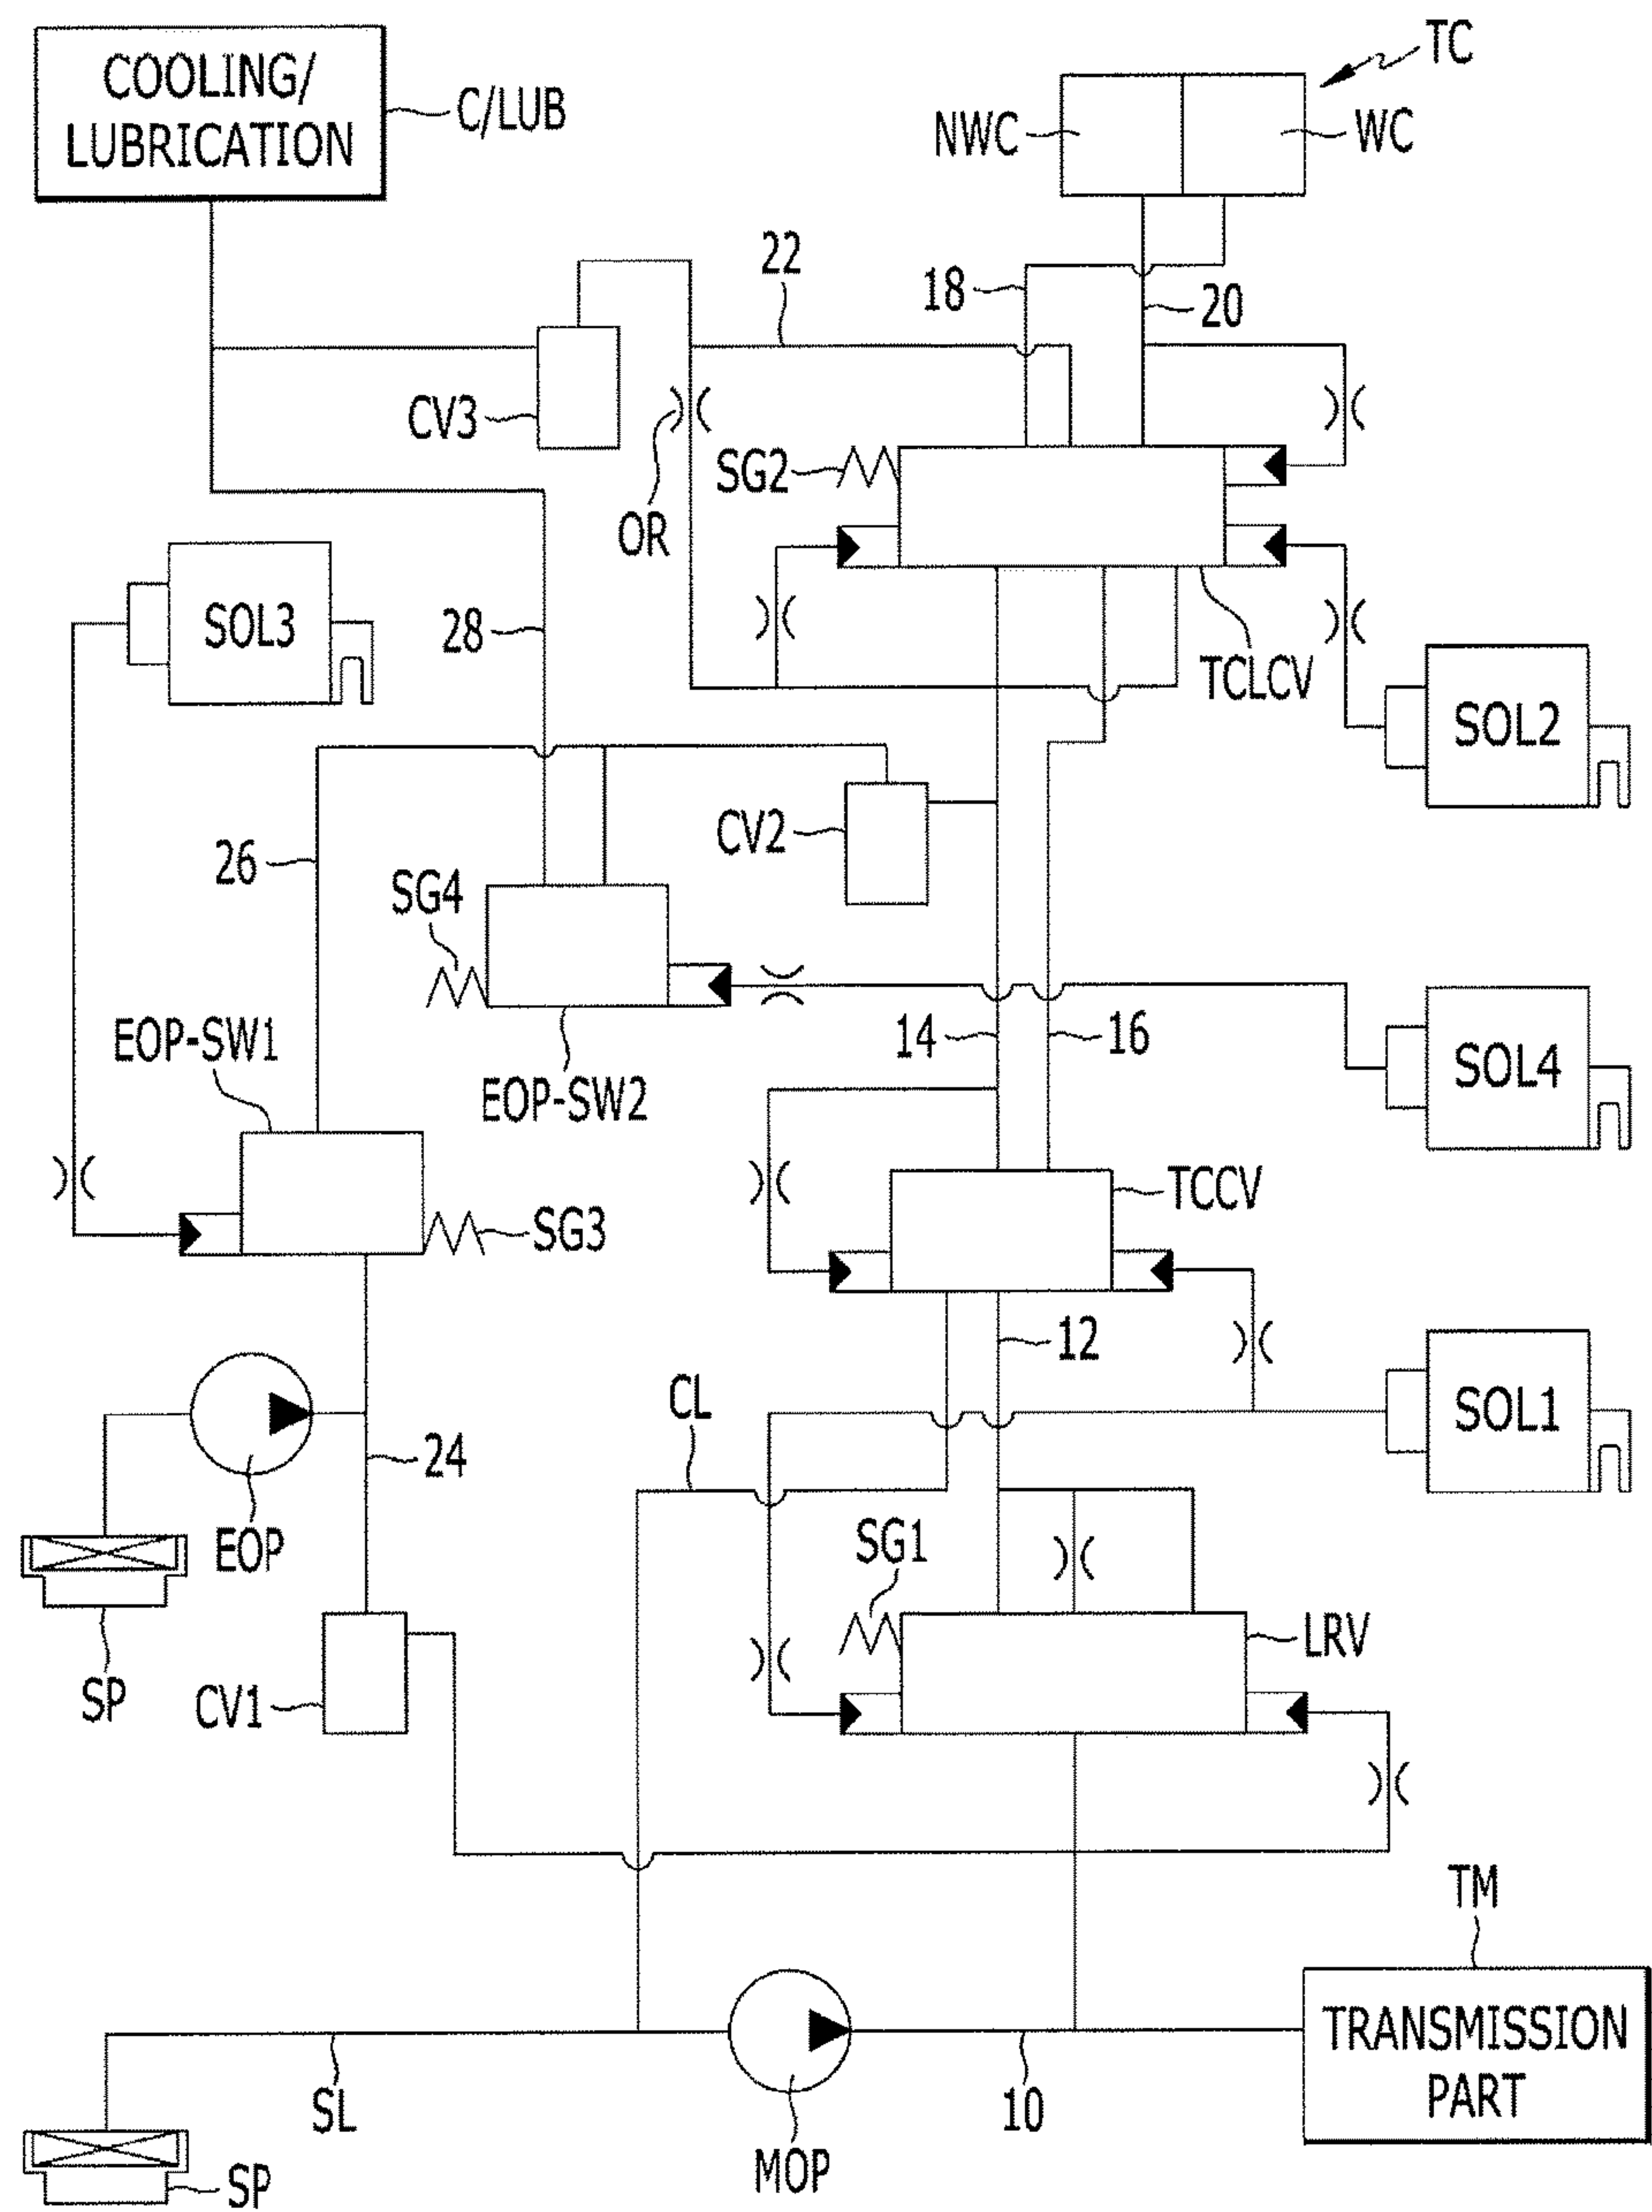 COOLING/
LUBRICATION
C/LUB
TC
NWC
WC
22
18
20
CV3
SG2
OR
SOL3
28
TCLCV
SOL2
CV2
26
SG4
EOP-SW1
14
16
EOP-SW2
SOL4
TCCV
SG3
12
CL
SOL1
24
EOP
SG1
LRV
SP
CV1
TM
TRANSMISSION
PART
SL
10
MOP
SP